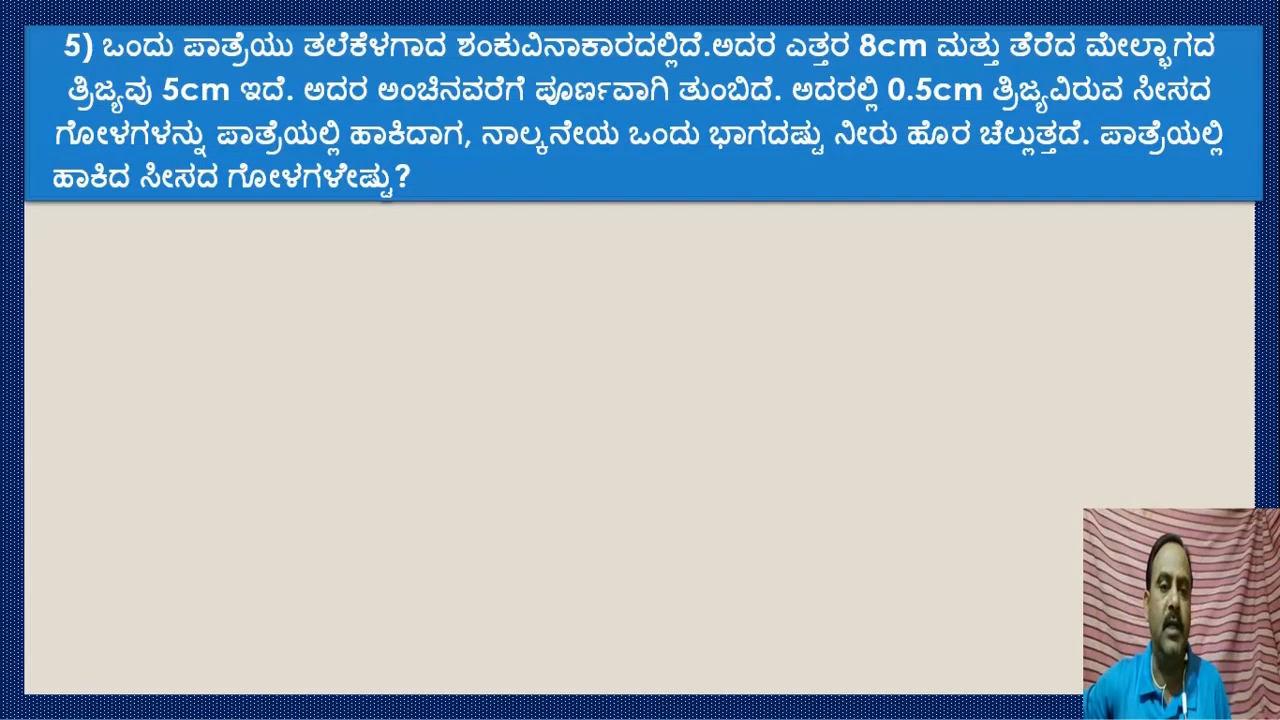 5) ಒಂದು ಪಾತ್ರೆಯು ತಲೆಕೆಳಗಾದ ಶಂಕುವಿನಾಕಾರದಲ್ಲಿದೆ.ಅದರ ಎತ್ತರ 8cm ಮತ್ತು ತೆರೆದ ಮೇಲ್ಭಾಗದ
ತ್ರಿಜ್ಯವು 5cm ಇದೆ. ಅದರ ಅಂಚಿನವರೆಗೆ ಪೂರ್ಣವಾಗಿ ತುಂಬಿದೆ. ಅದರಲ್ಲಿ 0.5cm ತ್ರಿಜ್ಯವಿರುವ ಸೀಸದ
ಗೋಳಗಳನ್ನು ಪಾತ್ರೆಯಲ್ಲಿ ಹಾಕಿದಾಗ, ನಾಲ್ಕನೇಯ ಒಂದು ಭಾಗದಷ್ಟು ನೀರು ಹೊರ ಚೆಲ್ಲುತ್ತದೆ. ಪಾತ್ರೆಯಲ್ಲಿ
ಹಾಕಿದ ಸೀಸದ ಗೋಳಗಳೇಷ್ಟು?